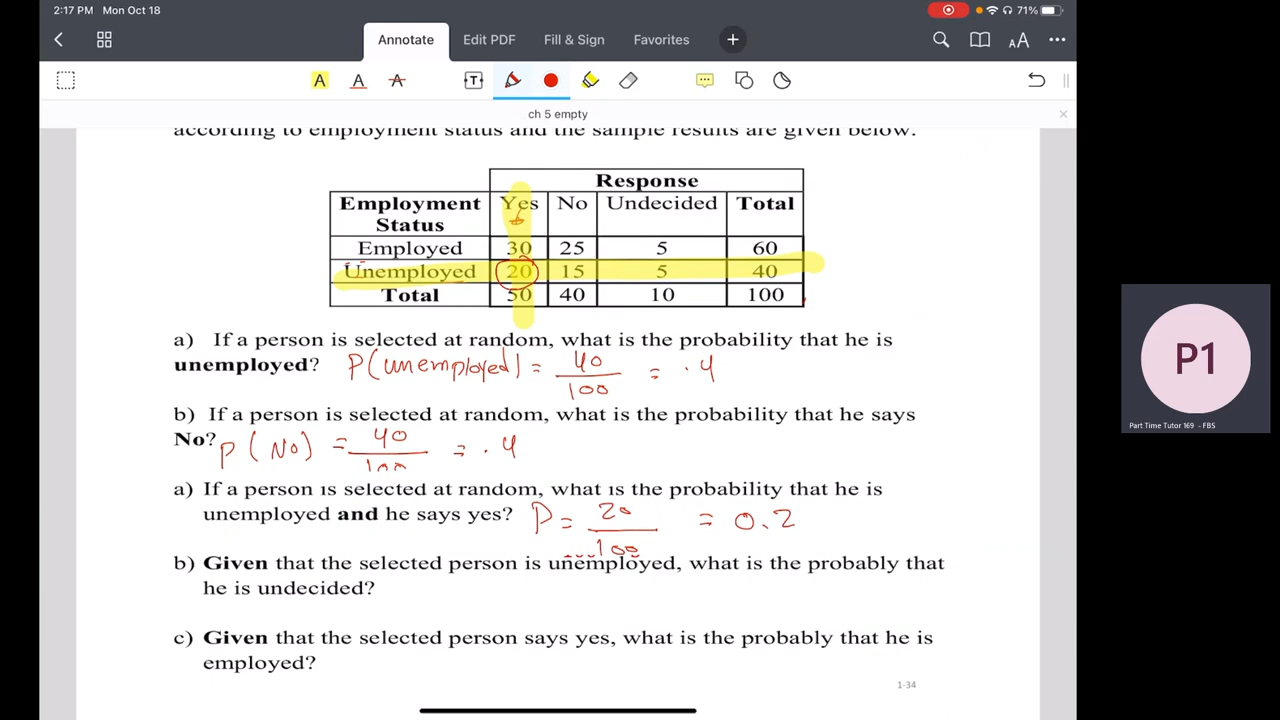 2:17 PM Mon Oct 18 71%
Annotate Edit PDF Fill & Sign Favorites +
A A A T AA
ch 5 empty
according to employment status and the sample results are given below.
Response
Employment Status Yes No Undecided Total
Employed 30 25 5 60
Unemployed 20 15 5 40
Total 50 40 10 100
a) If a person is selected at random, what is the probability that he is
unemployed? P(unemployed) = 40/100 = .4
b) If a person is selected at random, what is the probability that he says
No? P(NO) = 40/100 = .4
a) If a person is selected at random, what is the probability that he is
unemployed and he says yes? P = 20/100 = 0.2
b) Given that the selected person is unemployed, what is the probably that
he is undecided?
c) Given that the selected person says yes, what is the probably that he is
employed?
1-34
P1
Part Time Tutor 169 - FBS